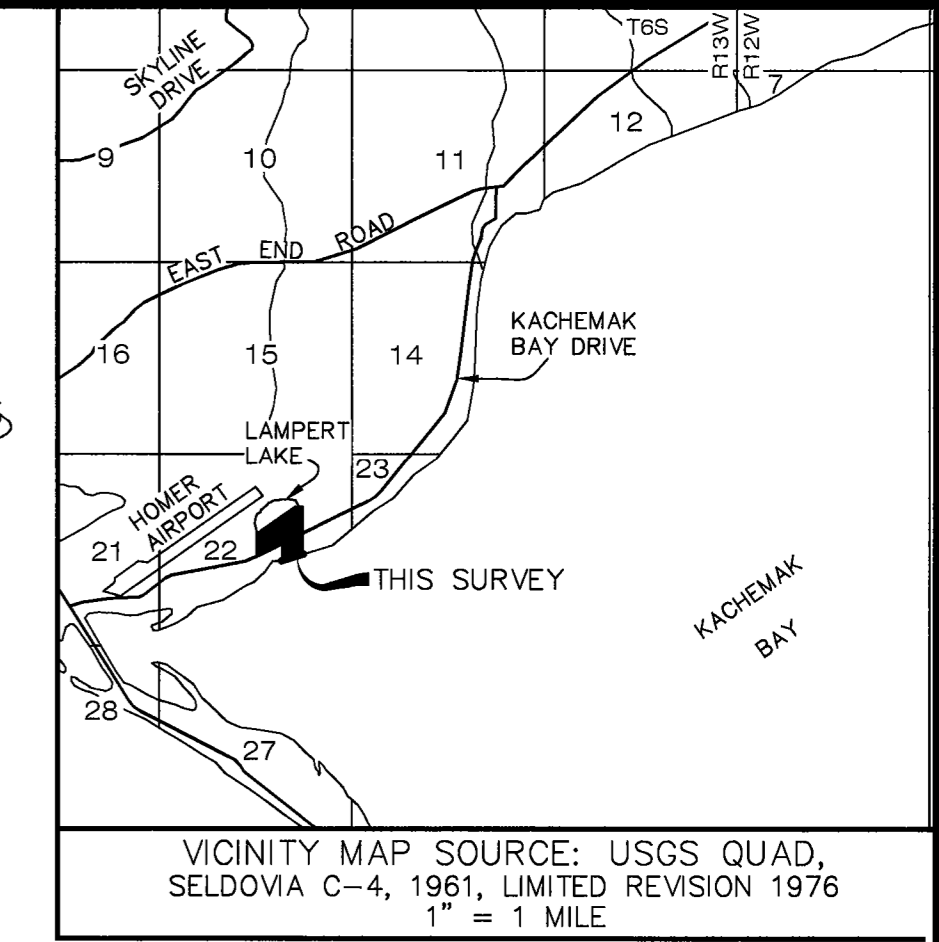 T6S
R13W
R12W
SKYLINE
DRIVE
7
12
9
10
11
EAST END ROAD
KACHEMAK
BAY DRIVE
16
15
14
LAMPERT
LAKE
23
HOMER
AIRPORT
21
22
THIS SURVEY
KACHEMAK
BAY
28
27
VICINITY MAP SOURCE: USGS QUAD,
SELDOVIA C-4, 1961, LIMITED REVISION 1976
1" = 1 MILE